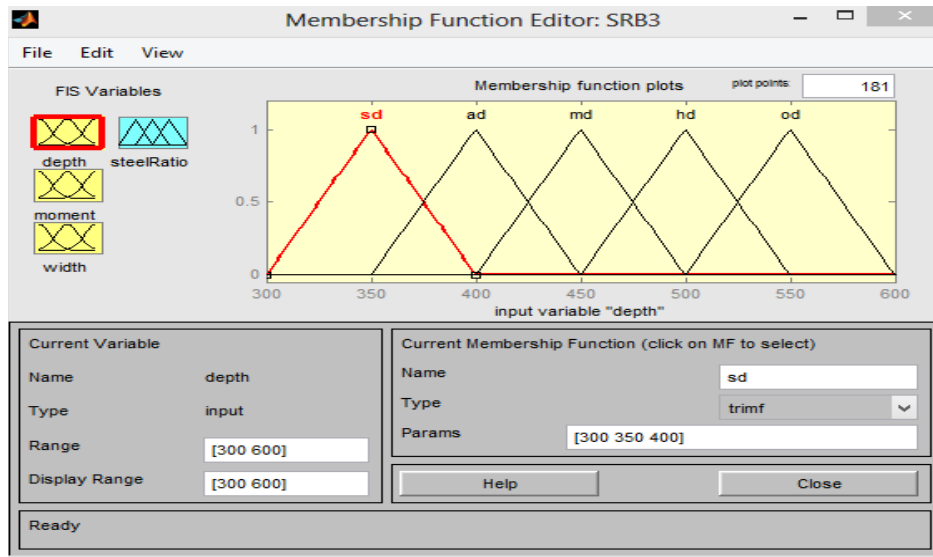 Membership Function Editor: SRB3
File Edit View
FIS Variables
depth steelRatio
moment
width
Membership function plots plot points: 181
sd ad md hd od
1
0.5
0
300 350 400 450 500 550 600
input variable "depth"
Current Variable
Name depth
Type input
Range [300 600]
Display Range [300 600]
Current Membership Function (click on MF to select)
Name sd
Type trimf
Params [300 350 400]
Help Close
Ready